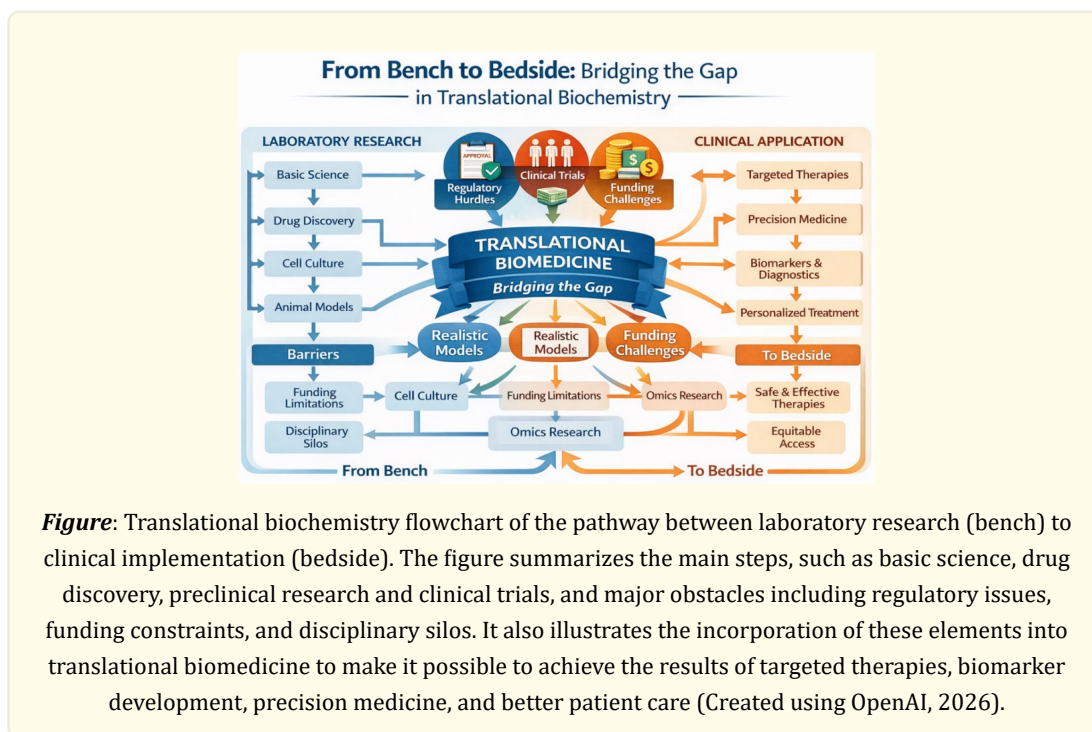 From Bench to Bedside: Bridging the Gap
in Translational Biochemistry
LABORATORY RESEARCH
CLINICAL APPLICATION
APPROVAL
Regulatory
Hurdles
Clinical Trials
Funding
Challenges
Basic Science
Drug Discovery
Cell Culture
Animal Models
Barriers
Funding
Limitations
Disciplinary
Silos
TRANSLATIONAL
BIOMEDICINE
Bridging the Gap
Realistic
Models
Realistic
Models
Funding
Challenges
Cell Culture
Funding Limitations
Omics Research
Omics Research
Targeted Therapies
Precision Medicine
Biomarkers &
Diagnostics
Personalized Treatment
To Bedside
Safe & Effective
Therapies
Equitable
Access
From Bench
To Bedside
Figure: Translational biochemistry flowchart of the pathway between laboratory research (bench) to
clinical implementation (bedside). The figure summarizes the main steps, such as basic science, drug
discovery, preclinical research and clinical trials, and major obstacles including regulatory issues,
funding constraints, and disciplinary silos. It also illustrates the incorporation of these elements into
translational biomedicine to make it possible to achieve the results of targeted therapies, biomarker
development, precision medicine, and better patient care (Created using OpenAI, 2026).